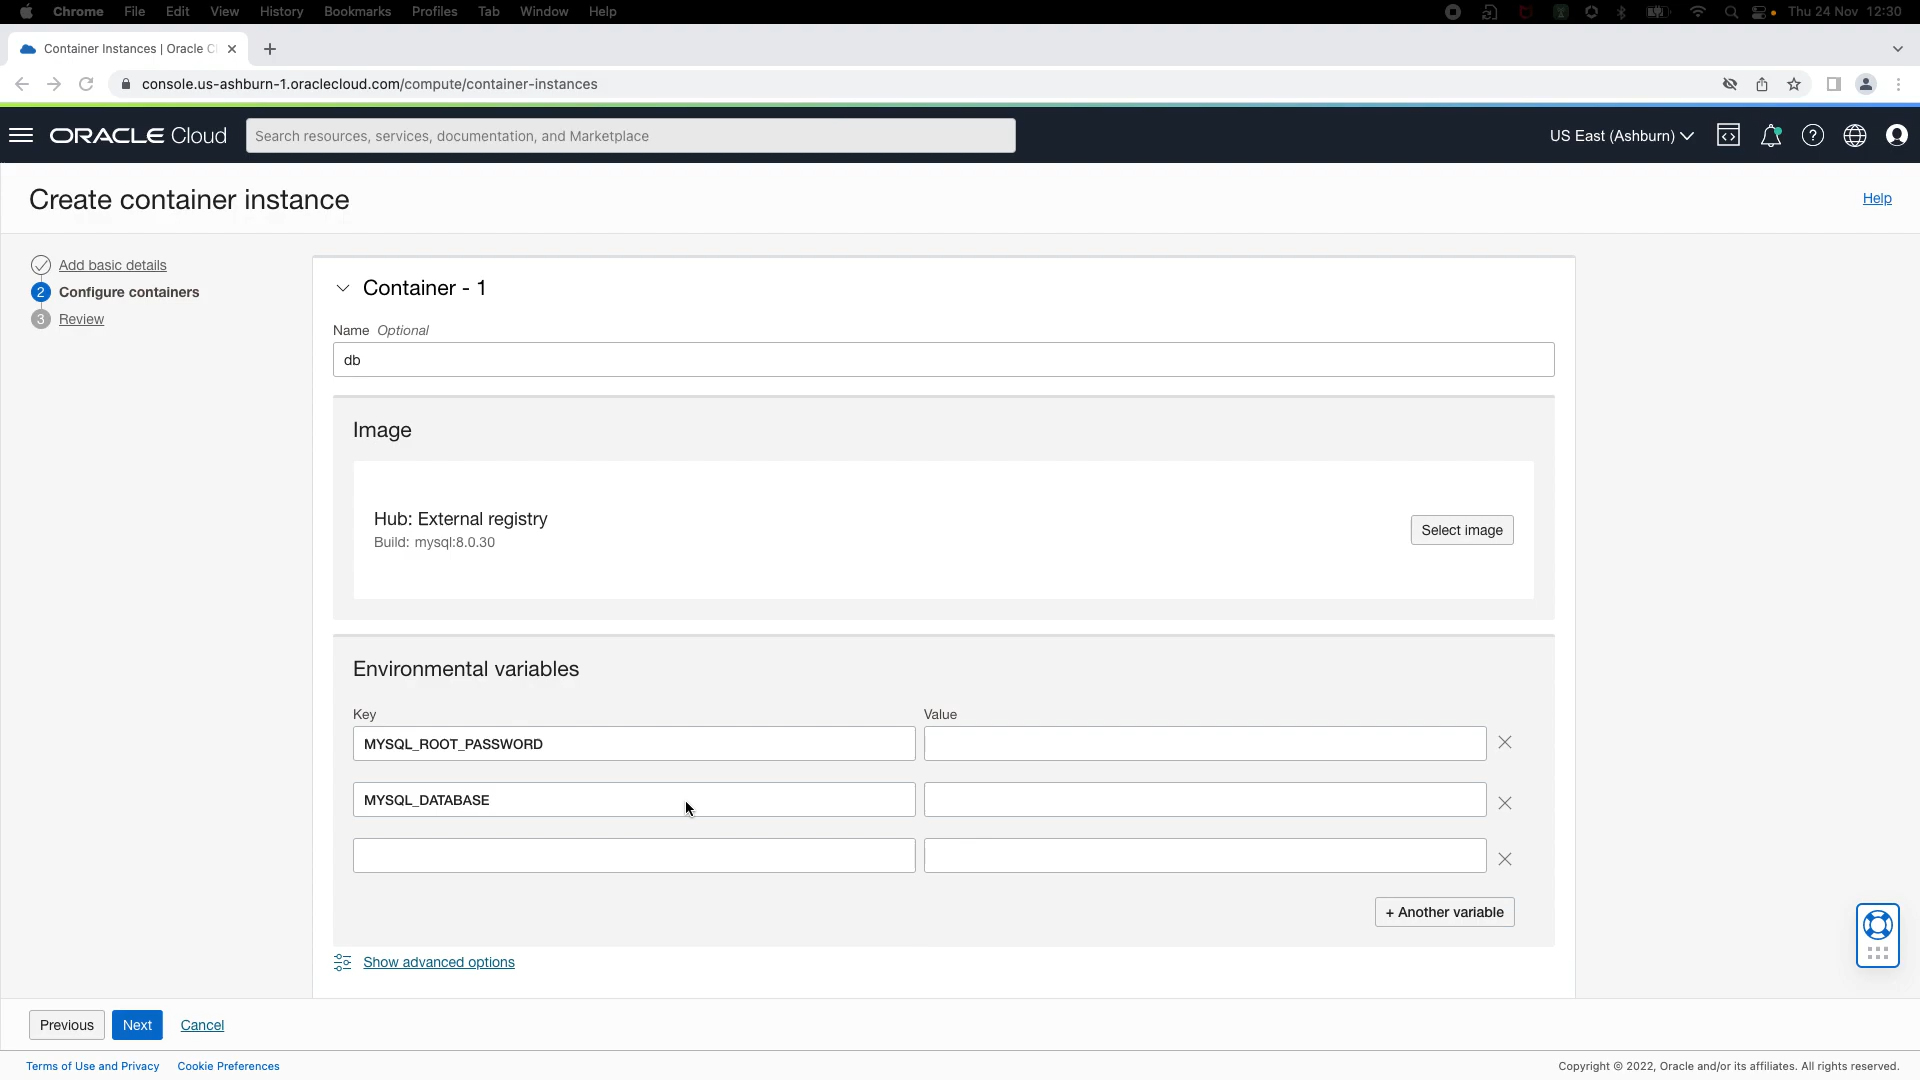 Chrome File Edit View History Bookmarks Profiles Tab Window Help Thu 24 Nov 12:30
Container Instances | Oracle C
console.us-ashburn-1.oraclecloud.com/compute/container-instances
ORACLE Cloud Search resources, services, documentation, and Marketplace US East (Ashburn)
Create container instance Help
Add basic details
2 Configure containers
3 Review
Container - 1
Name Optional
db
Image
Hub: External registry
Build: mysql:8.0.30
Select image
Environmental variables
Key Value
MYSQL_ROOT_PASSWORD
MYSQL_DATABASE
+ Another variable
Show advanced options
Previous Next Cancel
Terms of Use and Privacy Cookie Preferences Copyright © 2022, Oracle and/or its affiliates. All rights reserved.